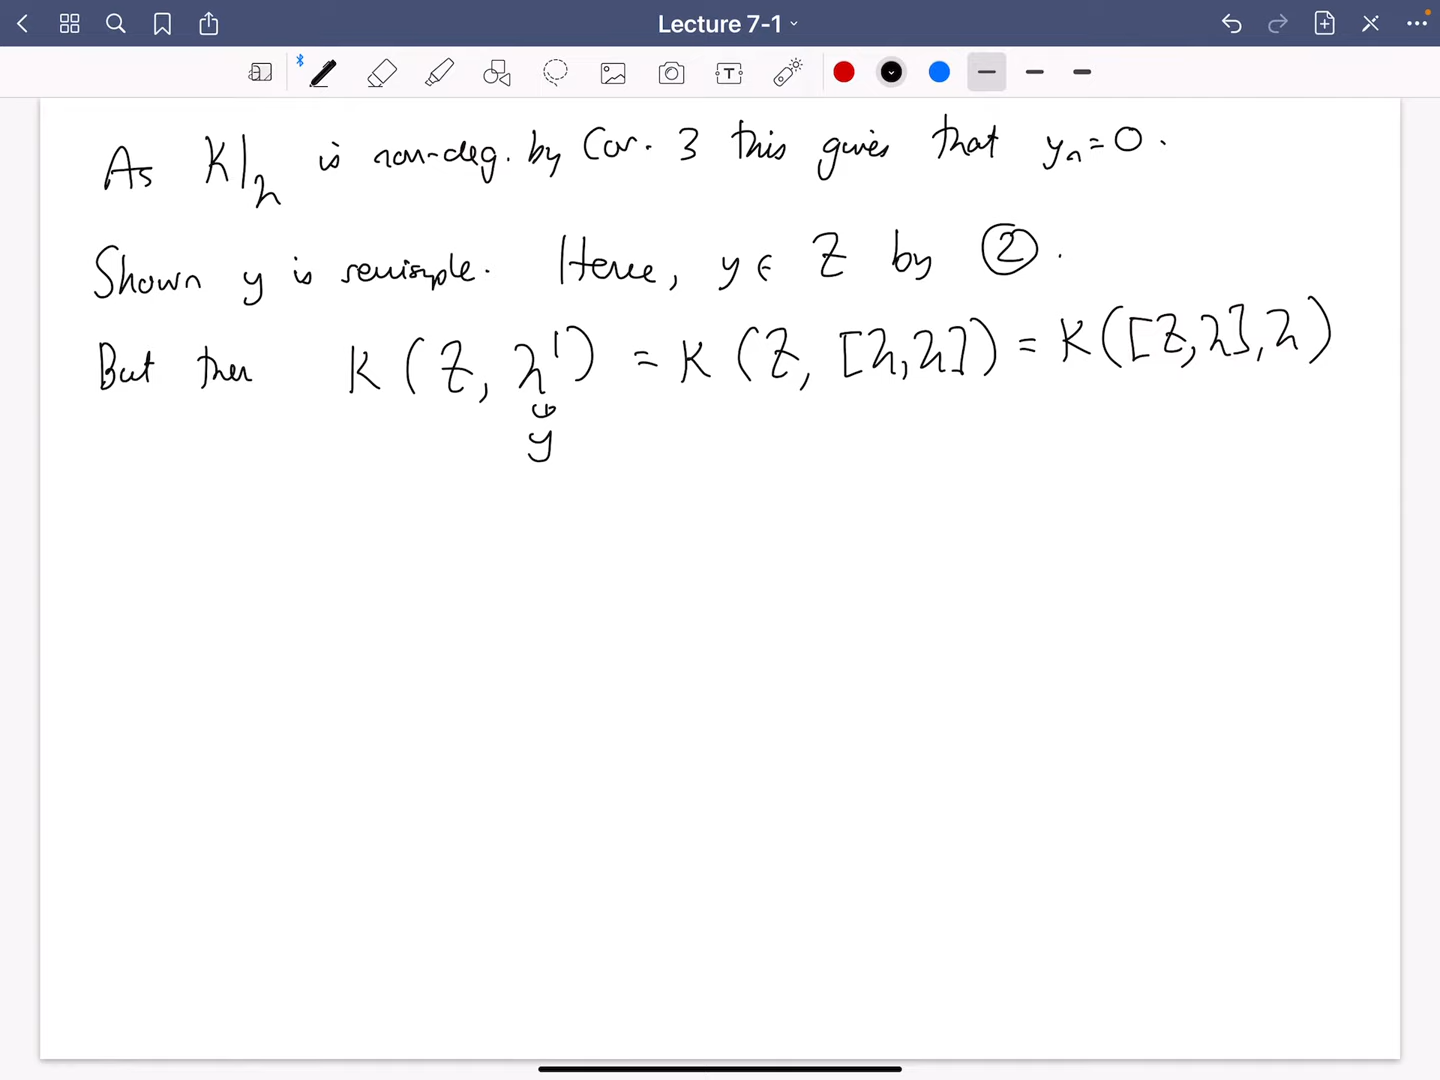 Lecture 7-1
As K|_h is non-deg. by Cor. 3 this gives that y_n = 0.
Shown y is semisimple. Hence, y ∈ Z by ②.
But then K(Z, h') = K(Z, [h,h]) = K([Z,h],h)
y